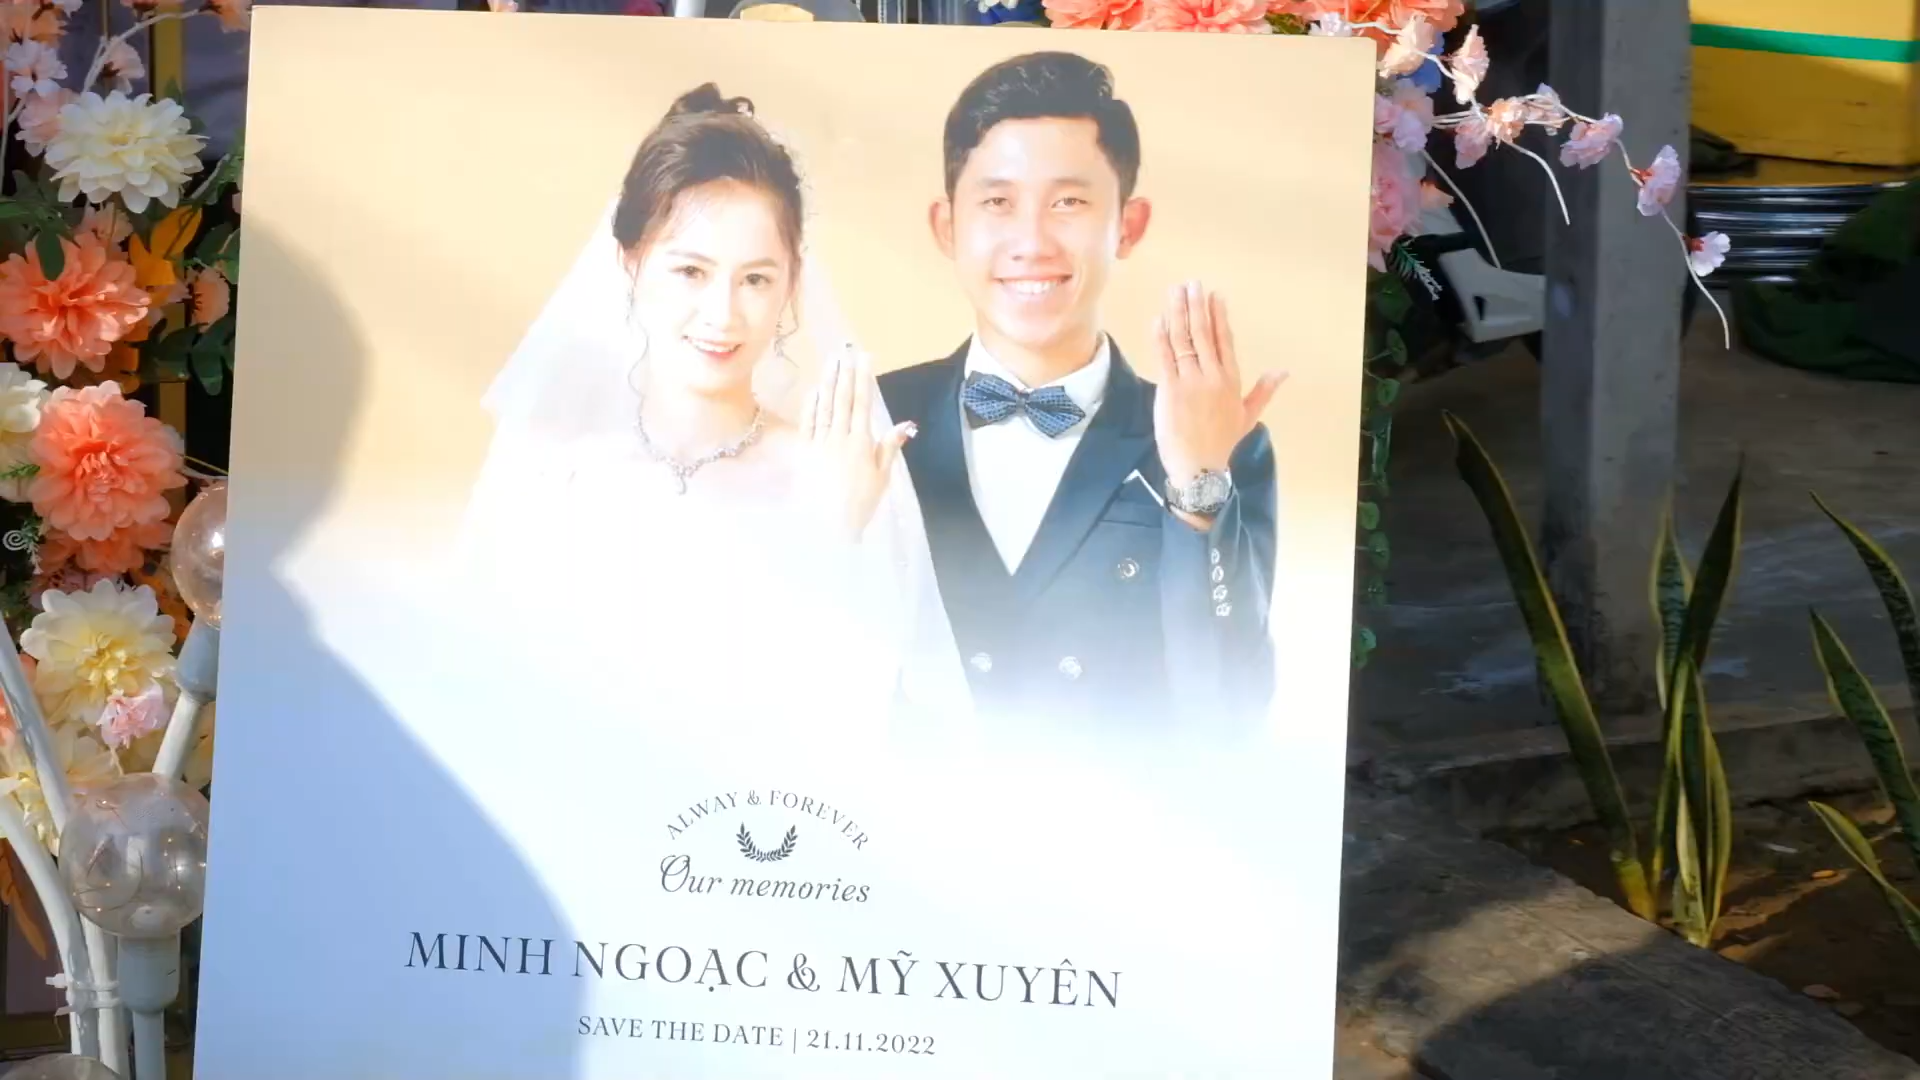 ALWAY & FOREVER
Our memories
MINH NGOẠC & MỸ XUYÊN
SAVE THE DATE | 21.11.2022